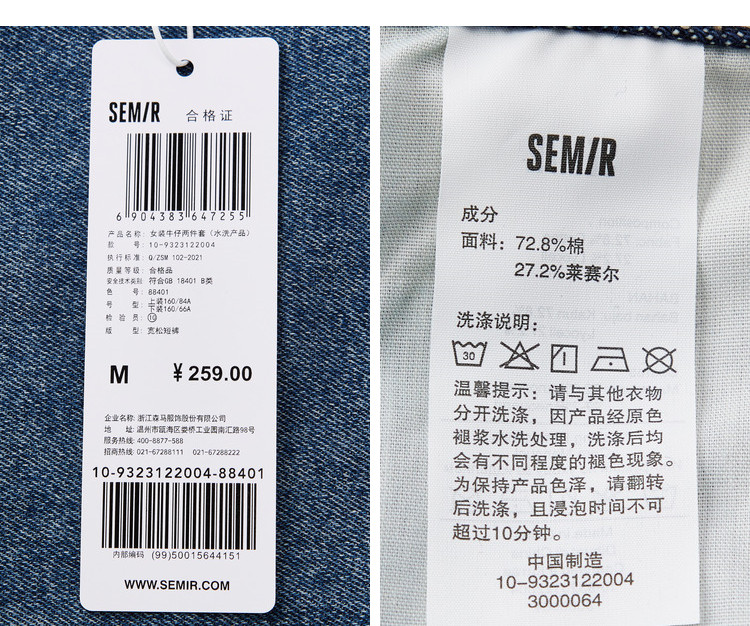 SEM/R 合格证
6 904383 647255
产品名称: 女装牛仔两件套（水洗产品）
款 号: 10-9323122004
执行标准: Q/ZSM 102-2021
质量等级: 合格品
安全技术类别: 符合GB 18401 B类
色 号: 88401
号 型: 上装160/84A
下装160/66A
检 验 员: 10
版 型: 宽松短裤
M ￥259.00
企业名称: 浙江森马服饰股份有限公司
地 址: 温州市瓯海区娄桥工业园南汇路98号
服务热线: 400-8877-588
招商热线: 021-67288111 021-67288222
10-9323122004-88401
内部编码 (99)50015644151
WWW.SEMIR.COM
SEM/R
成分
面料: 72.8%棉
27.2%莱赛尔
洗涤说明:
30
温馨提示: 请与其他衣物
分开洗涤，因产品经原色
褪浆水洗处理，洗涤后均
会有不同程度的褪色现象。
为保持产品色泽，请翻转
后洗涤，且浸泡时间不可
超过10分钟。
中国制造
10-9323122004
3000064